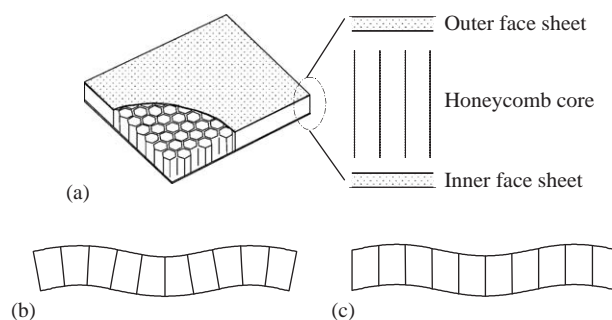 Outer face sheet
Honeycomb core
Inner face sheet
(a)
(b)
(c)